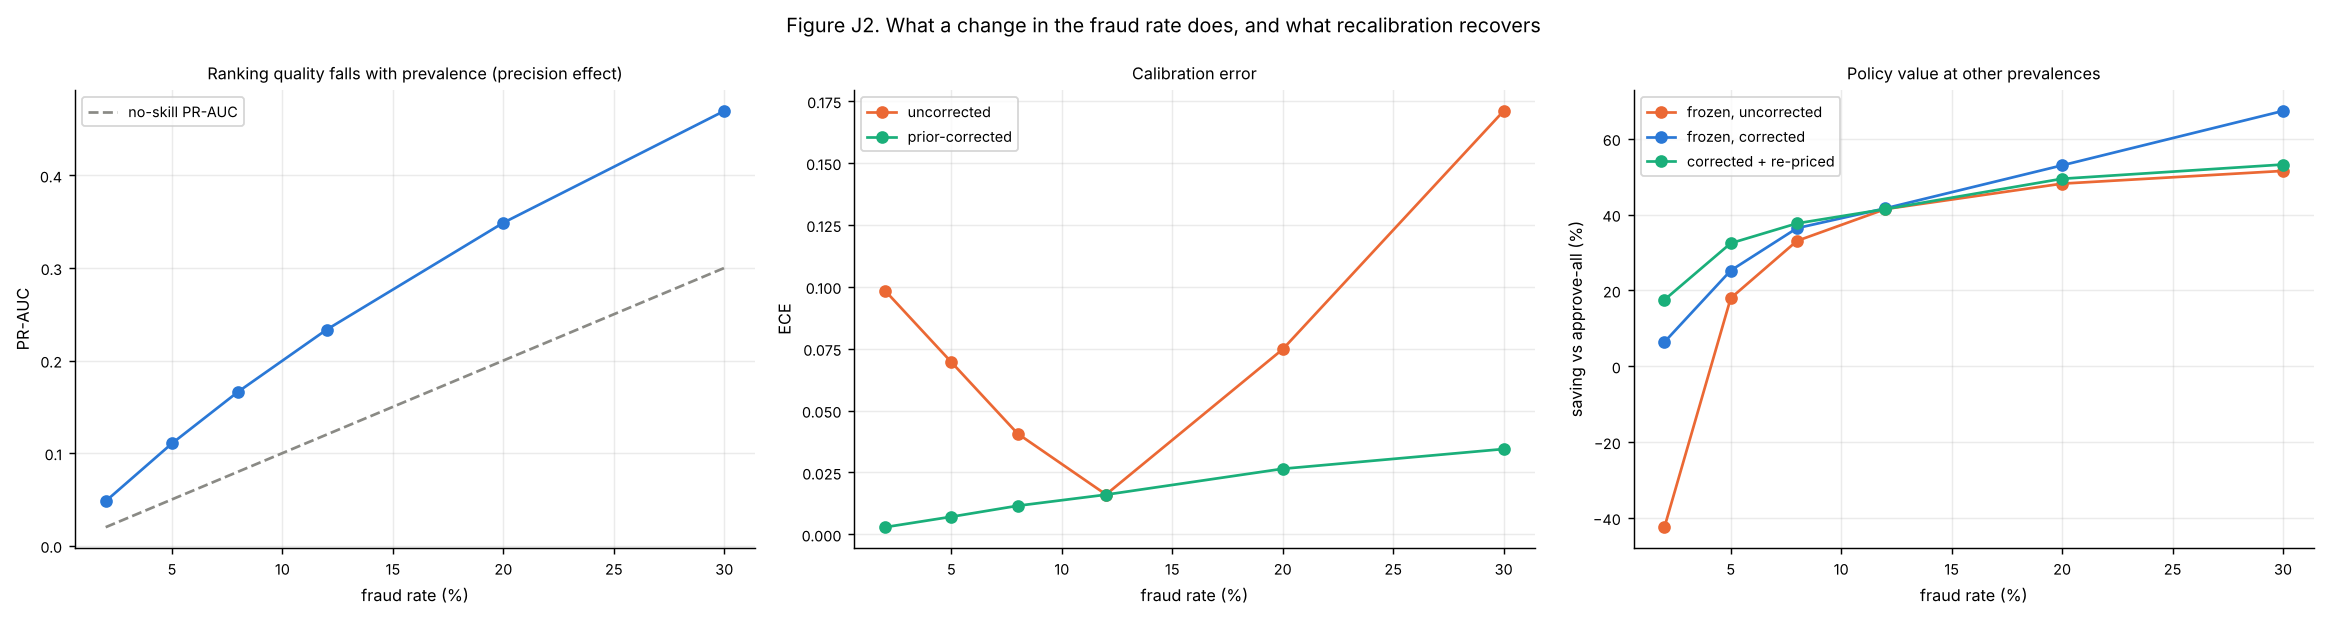 Figure J2. What a change in the fraud rate does, and what recalibration recovers
Ranking quality falls with prevalence (precision effect)
no-skill PR-AUC
PR-AUC
0.4
0.3
0.2
0.1
0.0
5 10 15 20 25 30
fraud rate (%)
Calibration error
uncorrected
prior-corrected
ECE
0.175
0.150
0.125
0.100
0.075
0.050
0.025
0.000
5 10 15 20 25 30
fraud rate (%)
Policy value at other prevalences
frozen, uncorrected
frozen, corrected
corrected + re-priced
saving vs approve-all (%)
60
40
20
0
−20
−40
5 10 15 20 25 30
fraud rate (%)